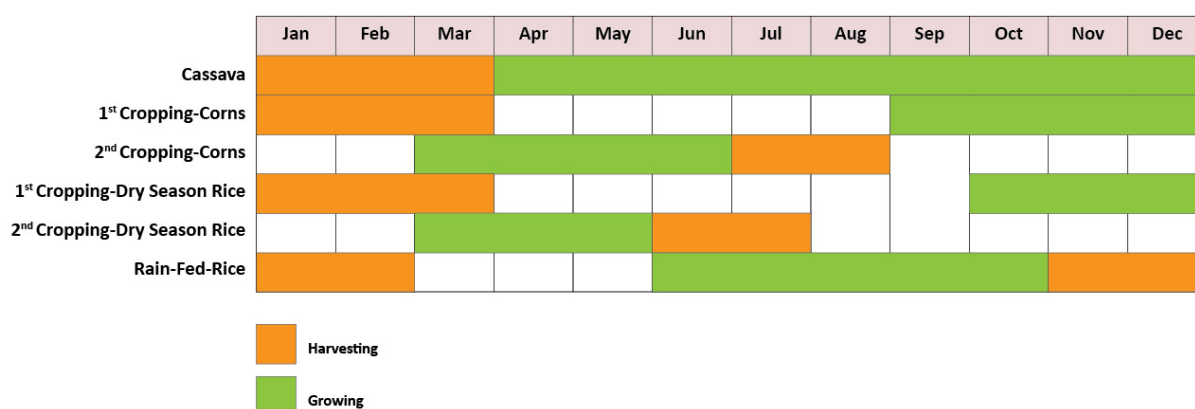 Jan Feb Mar Apr May Jun Jul Aug Sep Oct Nov Dec
Cassava
1st Cropping-Corns
2nd Cropping-Corns
1st Cropping-Dry Season Rice
2nd Cropping-Dry Season Rice
Rain-Fed-Rice
Harvesting
Growing